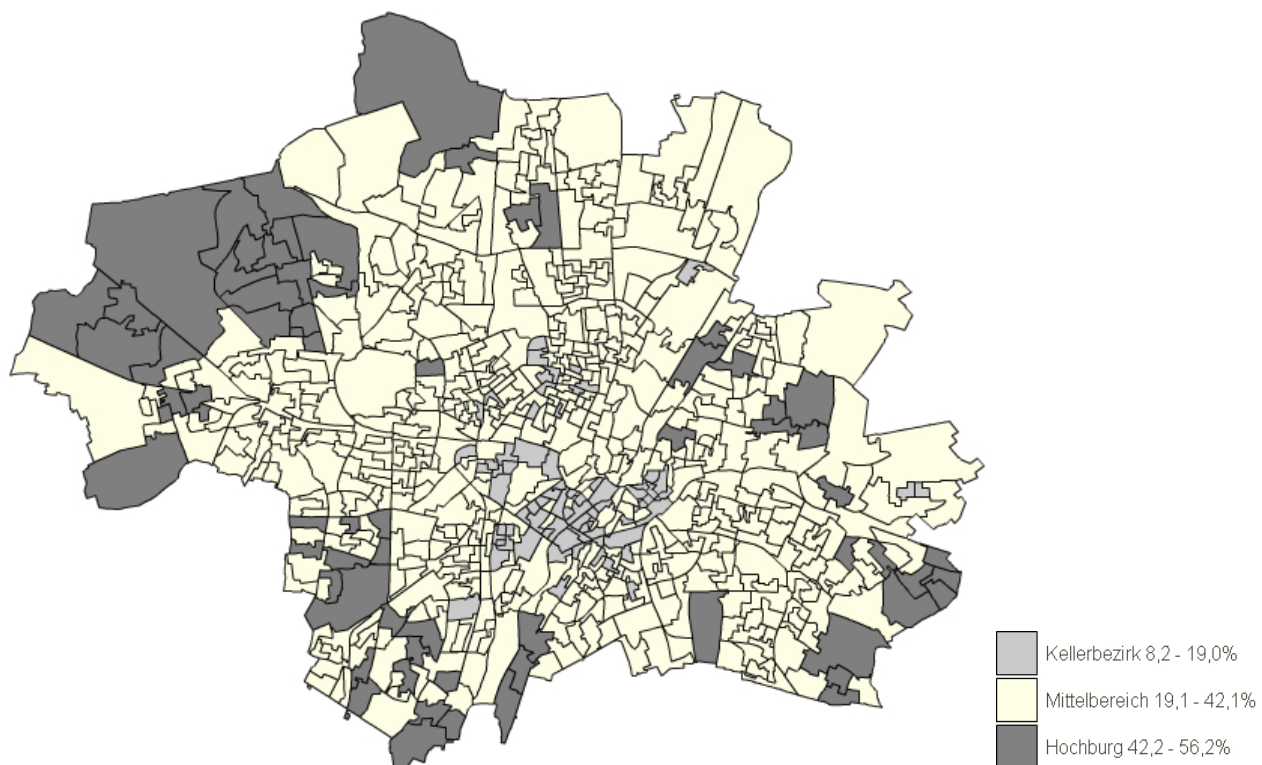 Kellerbezirk 8,2 - 19,0%
Mittelbereich 19,1 - 42,1%
Hochburg 42,2 - 56,2%